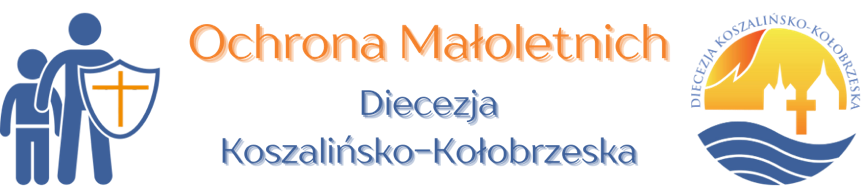 Ochrona Małoletnich
Diecezja
Koszalińsko-Kołobrzeska
DIECEZJA KOSZALIŃSKO-KOŁOBRZESKA